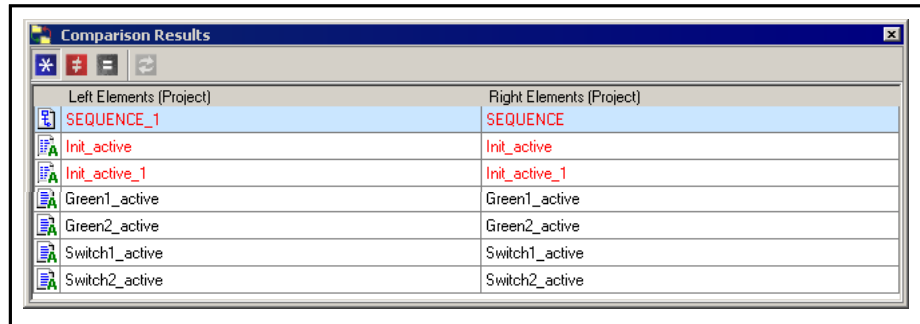 Comparison Results
Left Elements (Project) Right Elements (Project)
SEQUENCE_1 SEQUENCE
Init_active Init_active
Init_active_1 Init_active_1
Green1_active Green1_active
Green2_active Green2_active
Switch1_active Switch1_active
Switch2_active Switch2_active